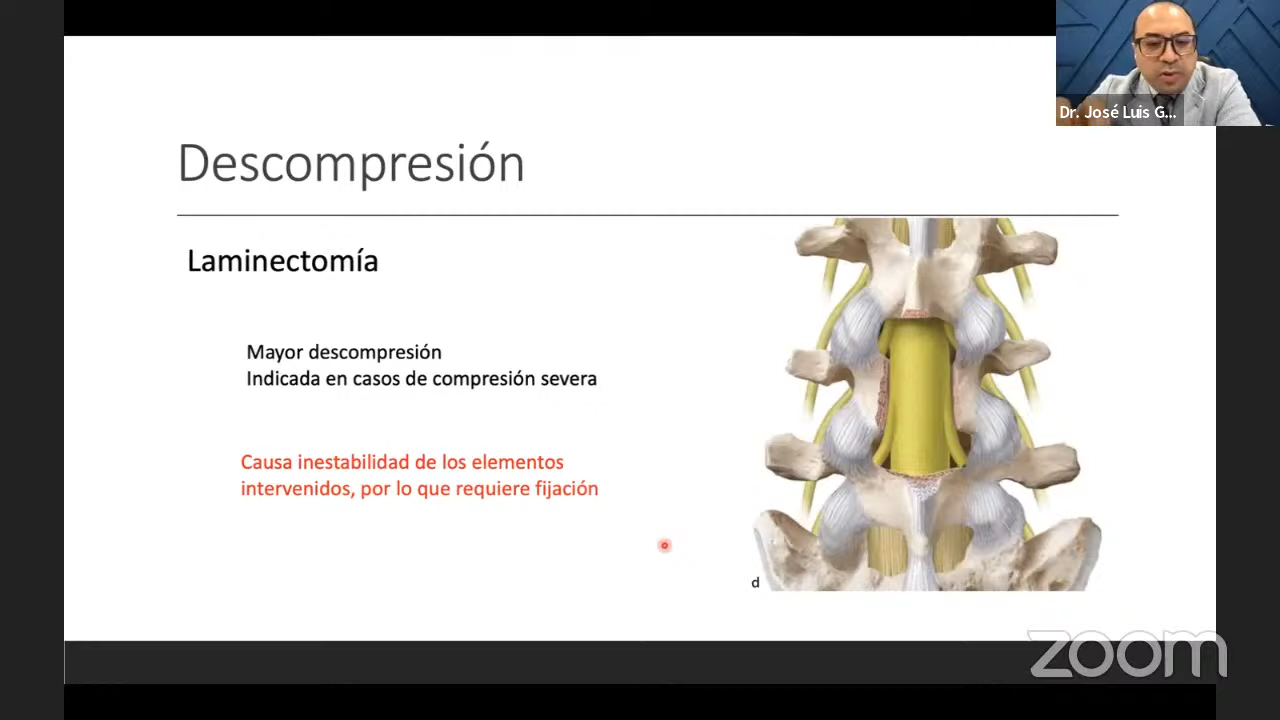 Dr. José Luis G...
Descompresión
Laminectomía
Mayor descompresión
Indicada en casos de compresión severa
Causa inestabilidad de los elementos
intervenidos, por lo que requiere fijación
d
zoom